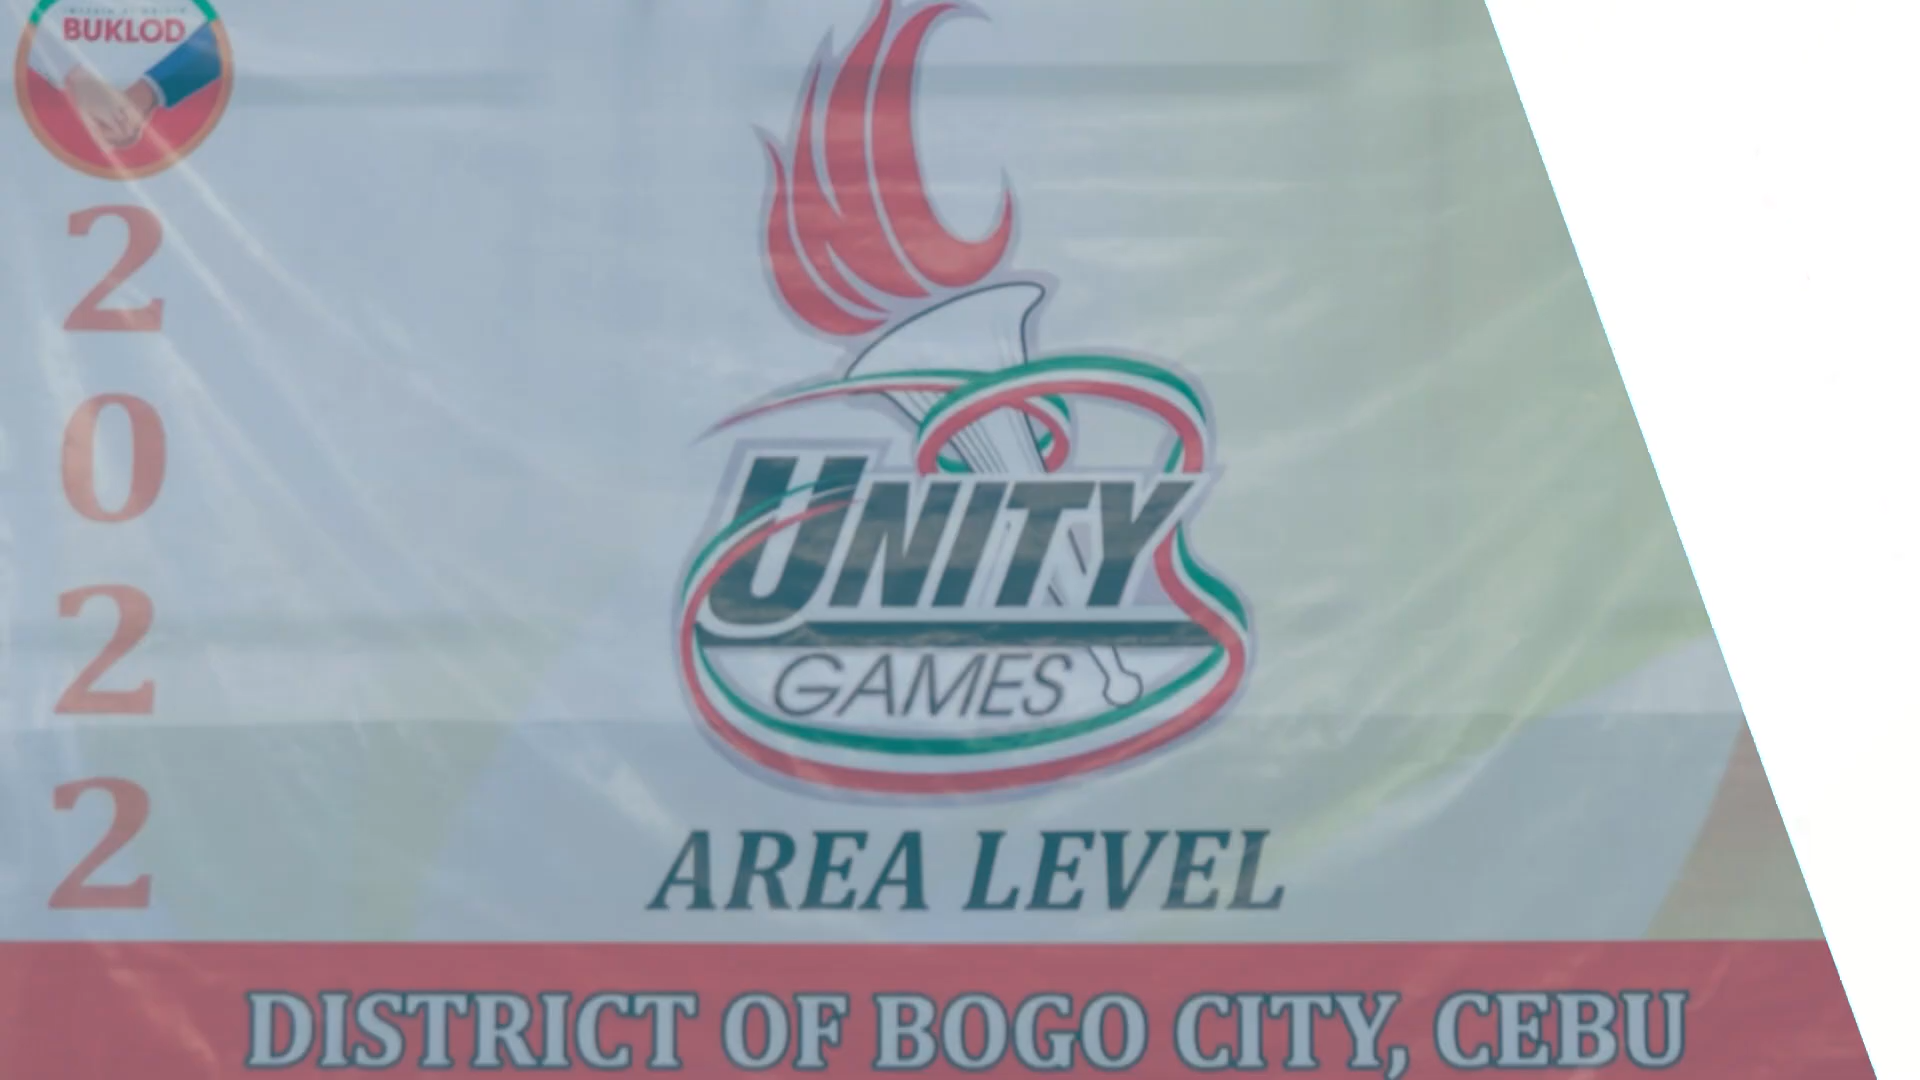 BUKLOD
2
0
2
2
UNITY
GAMES
AREA LEVEL
DISTRICT OF BOGO CITY, CEBU